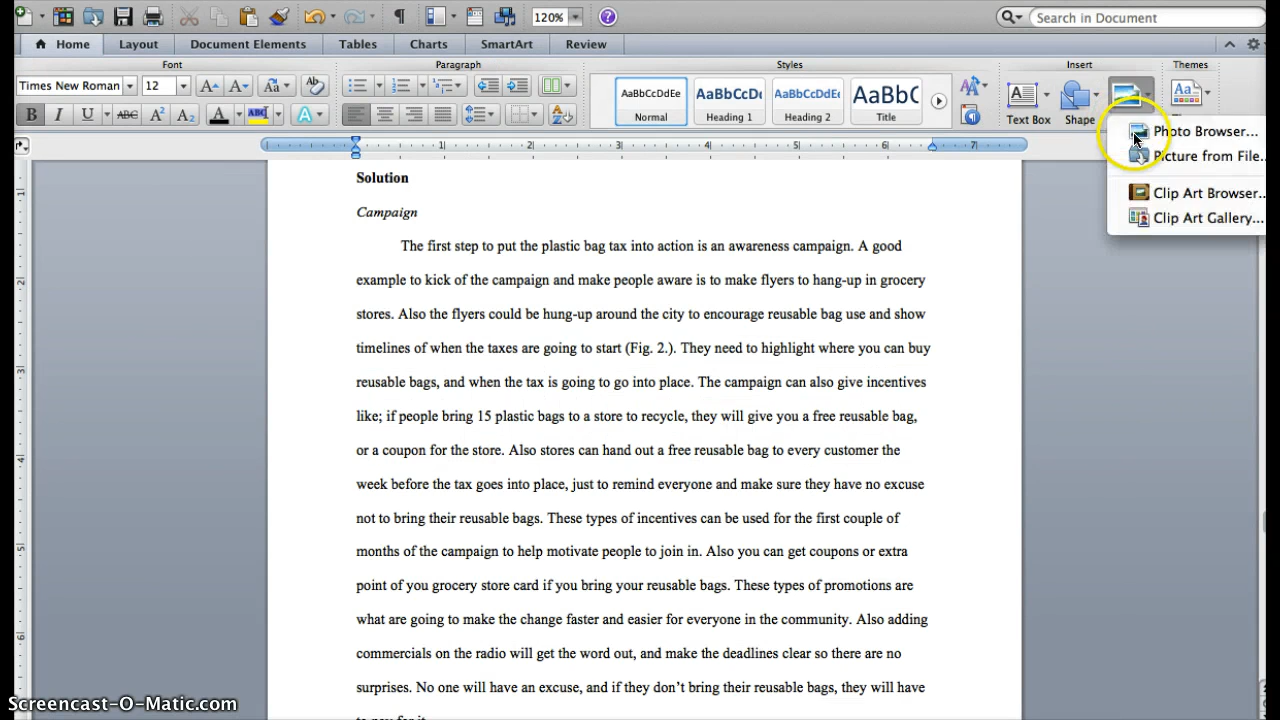 120%
Search in Document
Home
Layout
Document Elements
Tables
Charts
SmartArt
Review
Font
Paragraph
Styles
Insert
Themes
Times New Roman
12
AaBbCcDdEe
Normal
AaBbCcDc
Heading 1
AaBbCcDdEe
Heading 2
AaBbC
Title
Text Box
Shape
Photo Browser...
Picture from File..
Clip Art Browser..
Clip Art Gallery...
Solution
Campaign
The first step to put the plastic bag tax into action is an awareness campaign. A good
example to kick of the campaign and make people aware is to make flyers to hang-up in grocery
stores. Also the flyers could be hung-up around the city to encourage reusable bag use and show
timelines of when the taxes are going to start (Fig. 2.). They need to highlight where you can buy
reusable bags, and when the tax is going to go into place. The campaign can also give incentives
like; if people bring 15 plastic bags to a store to recycle, they will give you a free reusable bag,
or a coupon for the store. Also stores can hand out a free reusable bag to every customer the
week before the tax goes into place, just to remind everyone and make sure they have no excuse
not to bring their reusable bags. These types of incentives can be used for the first couple of
months of the campaign to help motivate people to join in. Also you can get coupons or extra
point of you grocery store card if you bring your reusable bags. These types of promotions are
what are going to make the change faster and easier for everyone in the community. Also adding
commercials on the radio will get the word out, and make the deadlines clear so there are no
surprises. No one will have an excuse, and if they don't bring their reusable bags, they will have
to pay for it.
Screencast-O-Matic.com